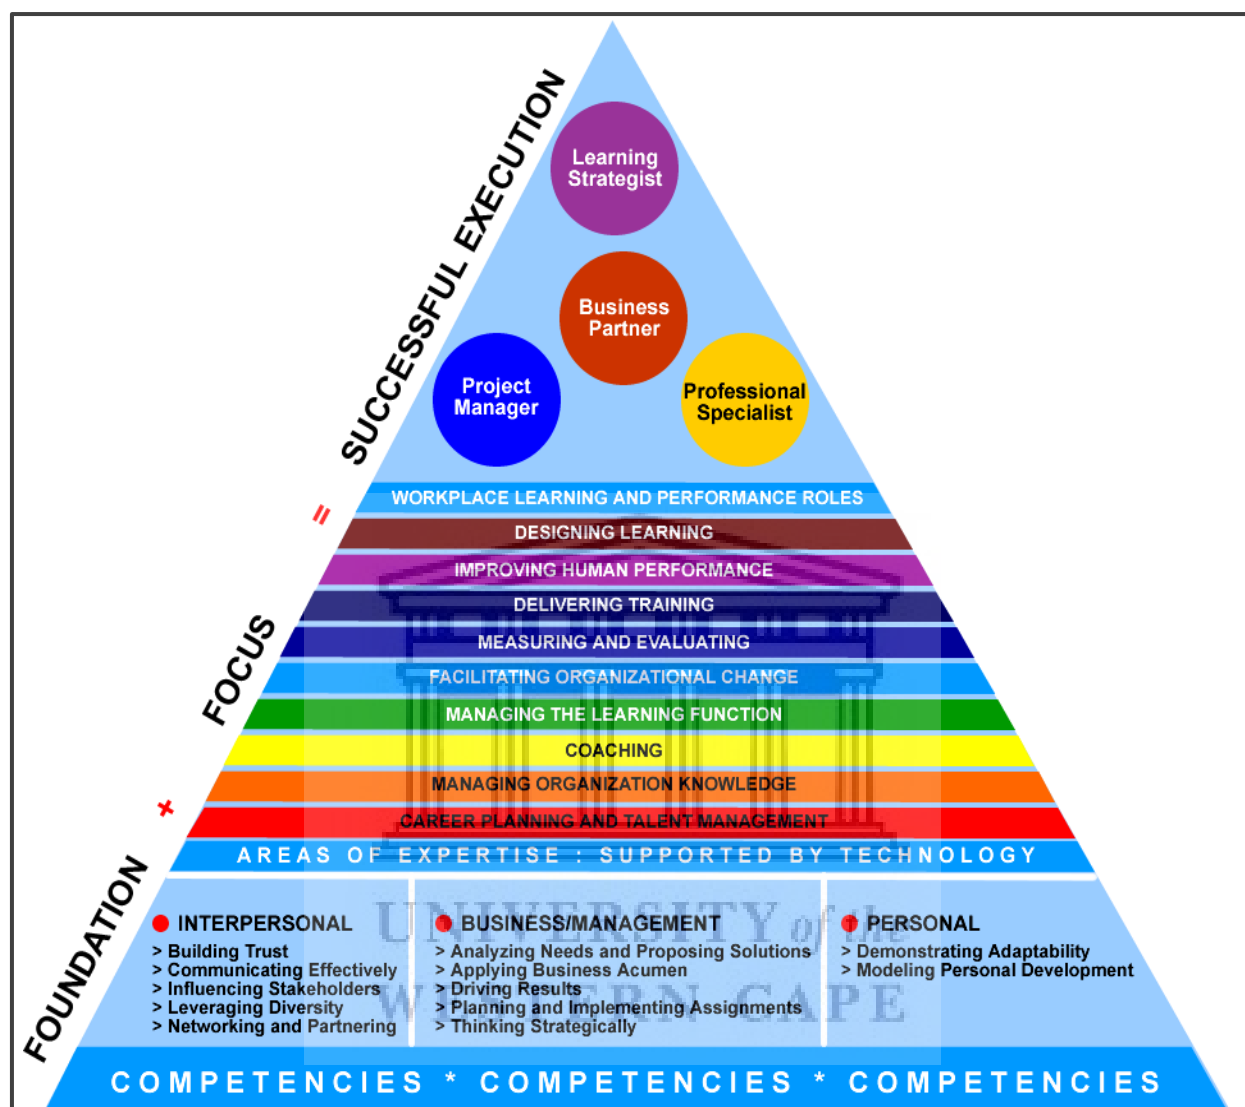 SUCCESSFUL EXECUTION
=
FOCUS
+
FOUNDATION
Learning
Strategist
Business
Partner
Project
Manager
Professional
Specialist
WORKPLACE LEARNING AND PERFORMANCE ROLES
DESIGNING LEARNING
IMPROVING HUMAN PERFORMANCE
DELIVERING TRAINING
MEASURING AND EVALUATING
FACILITATING ORGANIZATIONAL CHANGE
MANAGING THE LEARNING FUNCTION
COACHING
MANAGING ORGANIZATION KNOWLEDGE
CAREER PLANNING AND TALENT MANAGEMENT
AREAS OF EXPERTISE : SUPPORTED BY TECHNOLOGY
INTERPERSONAL
> Building Trust
> Communicating Effectively
> Influencing Stakeholders
> Leveraging Diversity
> Networking and Partnering
BUSINESS/MANAGEMENT
> Analyzing Needs and Proposing Solutions
> Applying Business Acumen
> Driving Results
> Planning and Implementing Assignments
> Thinking Strategically
PERSONAL
> Demonstrating Adaptability
> Modeling Personal Development
UNIVERSITY of the
WESTERN CAPE
COMPETENCIES * COMPETENCIES * COMPETENCIES